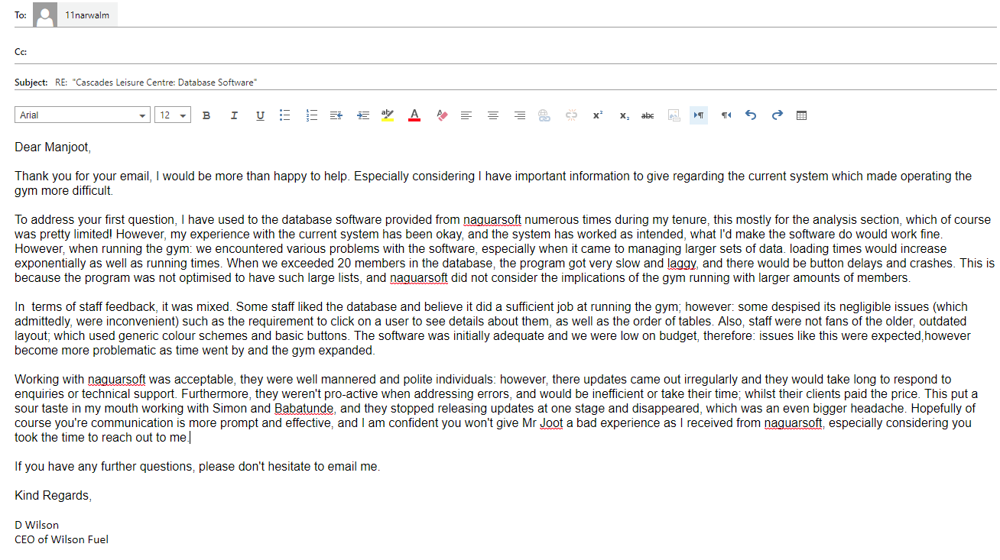 To: 11narwalm
Cc:
Subject: RE: "Cascades Leisure Centre: Database Software"
Arial 12 B I U ab A x² x₂ abc
Dear Manjoot,
Thank you for your email, I would be more than happy to help. Especially considering I have important information to give regarding the current system which made operating the
gym more difficult.
To address your first question, I have used to the database software provided from naguarsoft numerous times during my tenure, this mostly for the analysis section, which of course
was pretty limited! However, my experience with the current system has been okay, and the system has worked as intended, what I'd make the software do would work fine.
However, when running the gym: we encountered various problems with the software, especially when it came to managing larger sets of data. loading times would increase
exponentially as well as running times. When we exceeded 20 members in the database, the program got very slow and laggy, and there would be button delays and crashes. This is
because the program was not optimised to have such large lists, and naguarsoft did not consider the implications of the gym running with larger amounts of members.
In  terms of staff feedback, it was mixed. Some staff liked the database and believe it did a sufficient job at running the gym; however: some despised its negligible issues (which
admittedly, were inconvenient) such as the requirement to click on a user to see details about them, as well as the order of tables. Also, staff were not fans of the older, outdated
layout; which used generic colour schemes and basic buttons. The software was initially adequate and we were low on budget, therefore: issues like this were expected,however
become more problematic as time went by and the gym expanded.
Working with naguarsoft was acceptable, they were well mannered and polite individuals: however, there updates came out irregularly and they would take long to respond to
enquiries or technical support. Furthermore, they weren't pro-active when addressing errors, and would be inefficient or take their time; whilst their clients paid the price. This put a
sour taste in my mouth working with Simon and Babatunde, and they stopped releasing updates at one stage and disappeared, which was an even bigger headache. Hopefully of
course you're communication is more prompt and effective, and I am confident you won't give Mr Joot a bad experience as I received from naguarsoft, especially considering you
took the time to reach out to me.
If you have any further questions, please don't hesitate to email me.
Kind Regards,
D Wilson
CEO of Wilson Fuel